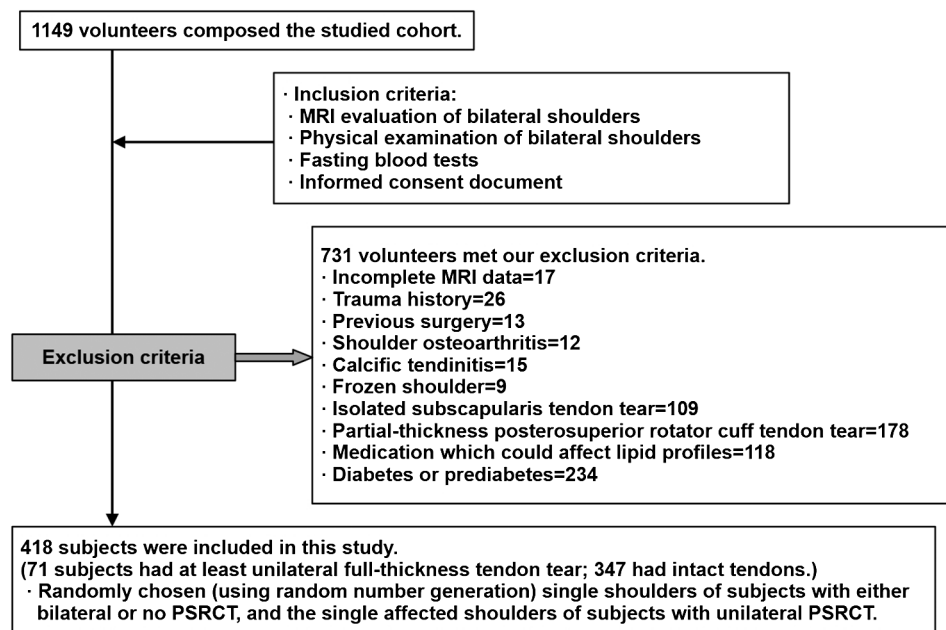 1149 volunteers composed the studied cohort.
· Inclusion criteria:
· MRI evaluation of bilateral shoulders
· Physical examination of bilateral shoulders
· Fasting blood tests
· Informed consent document
731 volunteers met our exclusion criteria.
· Incomplete MRI data=17
· Trauma history=26
· Previous surgery=13
· Shoulder osteoarthritis=12
· Calcific tendinitis=15
· Frozen shoulder=9
· Isolated subscapularis tendon tear=109
· Partial-thickness posterosuperior rotator cuff tendon tear=178
· Medication which could affect lipid profiles=118
· Diabetes or prediabetes=234
Exclusion criteria
418 subjects were included in this study.
(71 subjects had at least unilateral full-thickness tendon tear; 347 had intact tendons.)
· Randomly chosen (using random number generation) single shoulders of subjects with either
bilateral or no PSRCT, and the single affected shoulders of subjects with unilateral PSRCT.